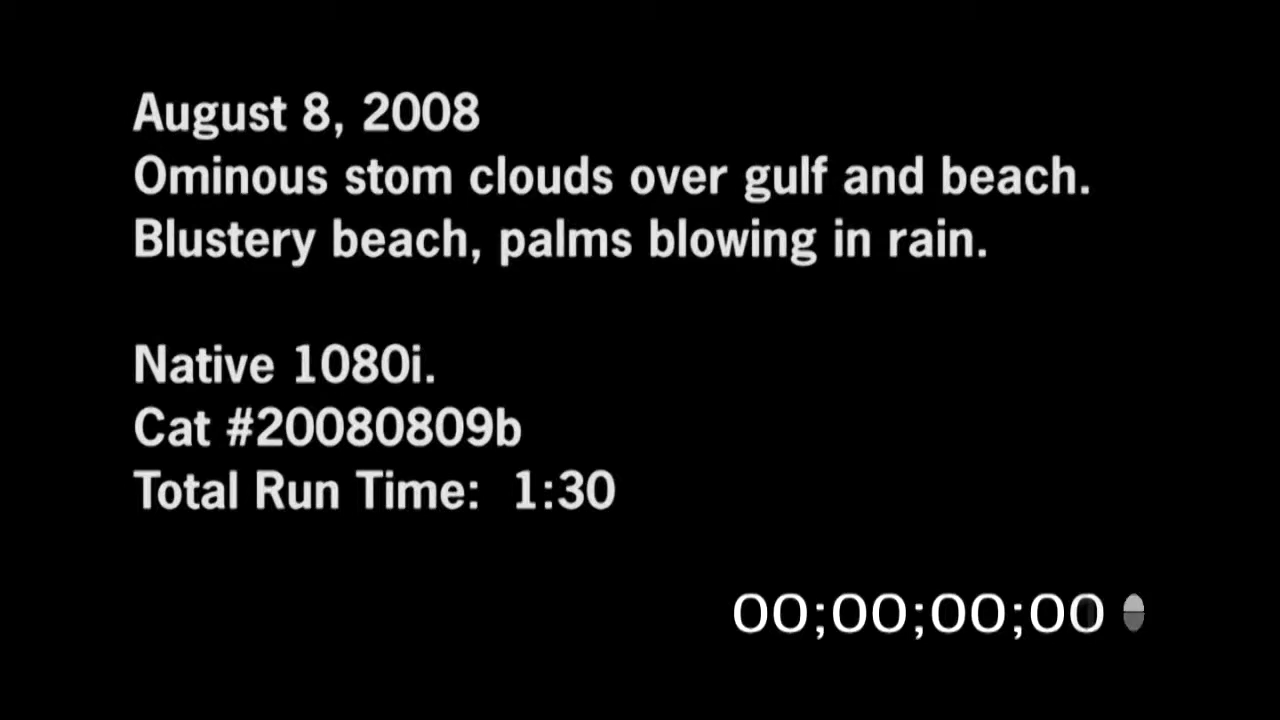 August 8, 2008
Ominous stom clouds over gulf and beach.
Blustery beach, palms blowing in rain.
Native 1080i.
Cat #20080809b
Total Run Time: 1:30
00;00;00;00